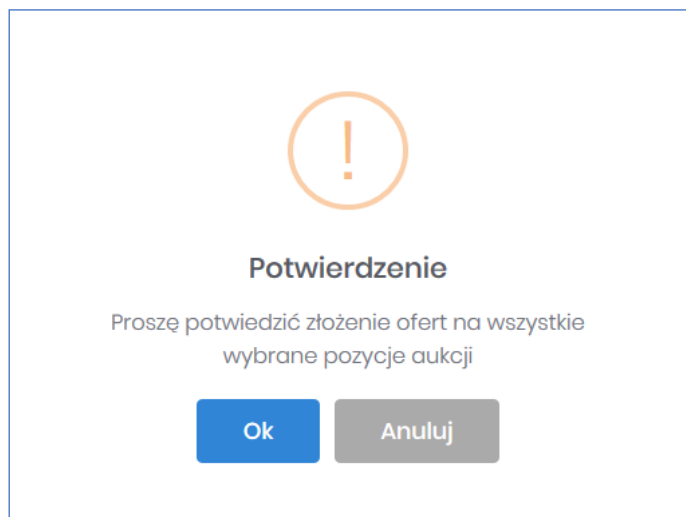 !
Potwierdzenie
Proszę potwiedzić złożenie ofert na wszystkie
wybrane pozycje aukcji
Ok
Anuluj